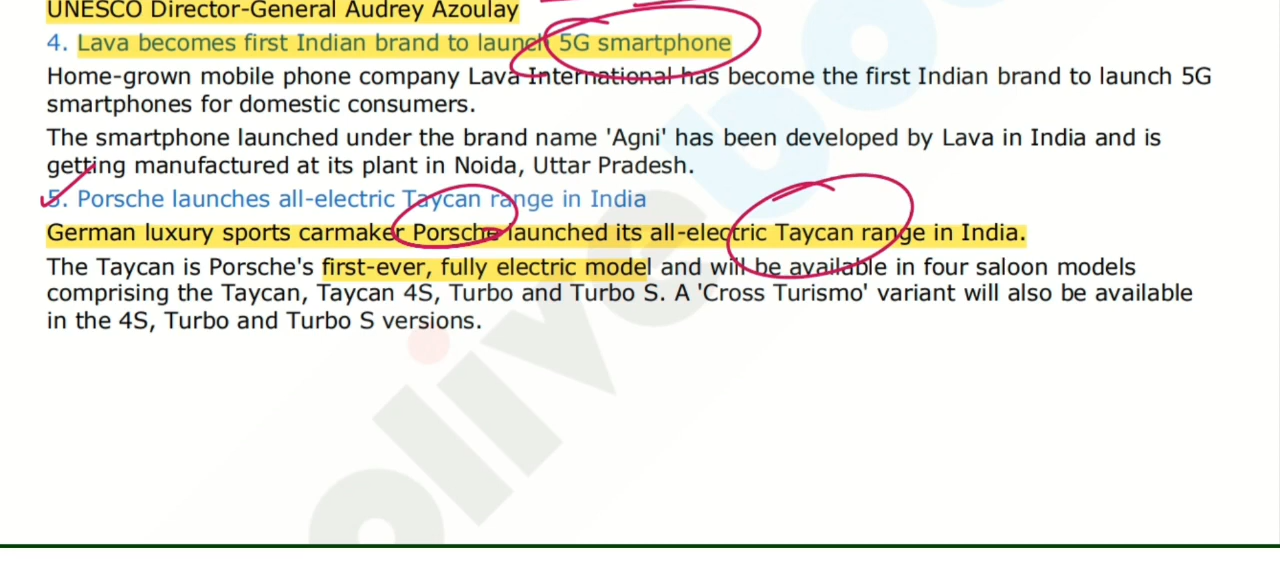 UNESCO Director-General Audrey Azoulay
4. Lava becomes first Indian brand to launch 5G smartphone
Home-grown mobile phone company Lava International has become the first Indian brand to launch 5G
smartphones for domestic consumers.
The smartphone launched under the brand name 'Agni' has been developed by Lava in India and is
getting manufactured at its plant in Noida, Uttar Pradesh.
5. Porsche launches all-electric Taycan range in India
German luxury sports carmaker Porsche launched its all-electric Taycan range in India.
The Taycan is Porsche's first-ever, fully electric model and will be available in four saloon models
comprising the Taycan, Taycan 4S, Turbo and Turbo S. A 'Cross Turismo' variant will also be available
in the 4S, Turbo and Turbo S versions.
oliveboo